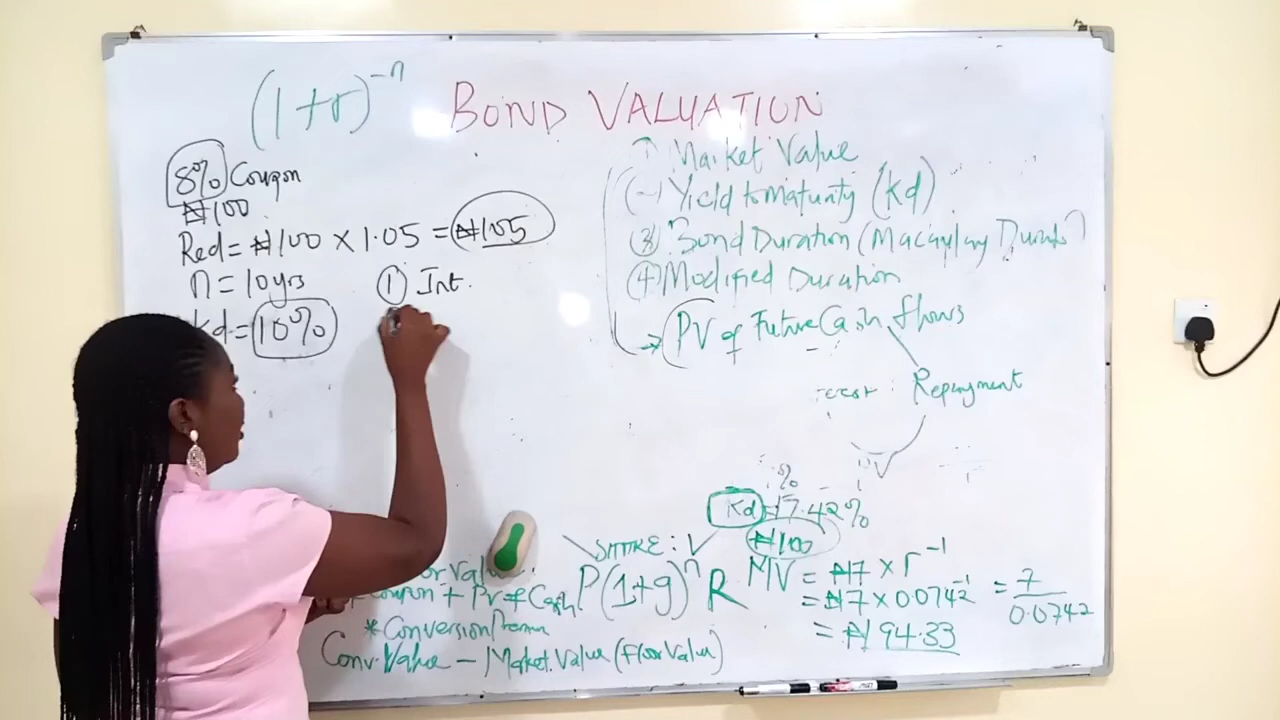 (1+r)⁻ⁿ
BOND VALUATION
8% Coupon
₦100
Red = ₦100 × 1.05 = ₦105
n = 10yrs
kd = 10%
① Int.
Market Value
Yield to maturity (kd)
③ Bond Duration (Macaulay Durat
④ Modified Duration
→ PV of Future Cash flows
Repayment
%
Kd = 7.42%
₦100
SHARE : V
P(1+g)ⁿ R
MV = ₦7 × r⁻¹
= ₦7 × 0.0742⁻¹ = 7/0.0742
= ₦94.33
Coupon + PV of Cash
* Conversion Premium
Conv. Value – Market Value (Floor Value)